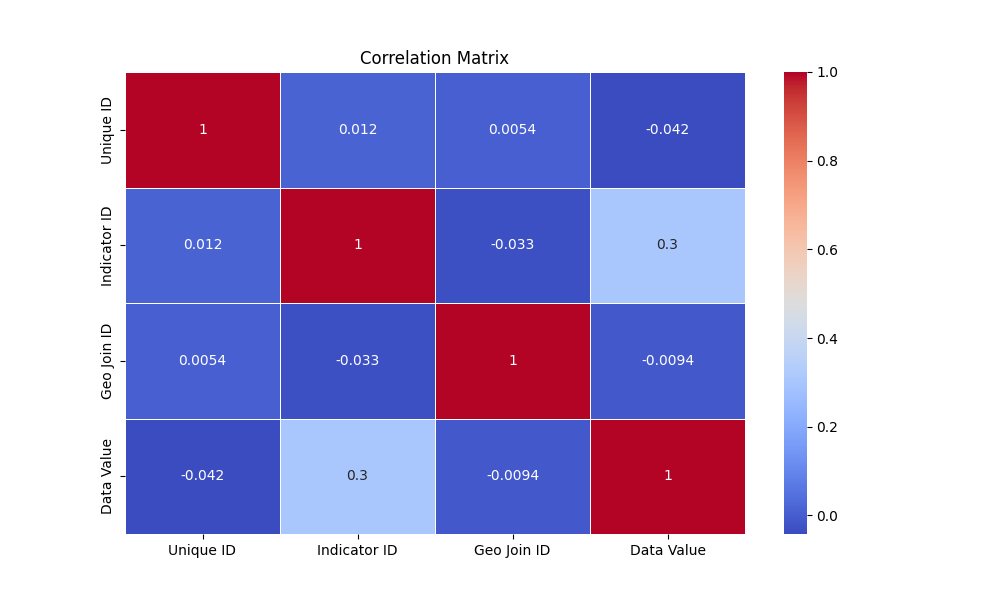 Correlation Matrix
Unique ID 1 0.012 0.0054 -0.042
Indicator ID 0.012 1 -0.033 0.3
Geo Join ID 0.0054 -0.033 1 -0.0094
Data Value -0.042 0.3 -0.0094 1
Unique ID Indicator ID Geo Join ID Data Value
1.0
0.8
0.6
0.4
0.2
0.0